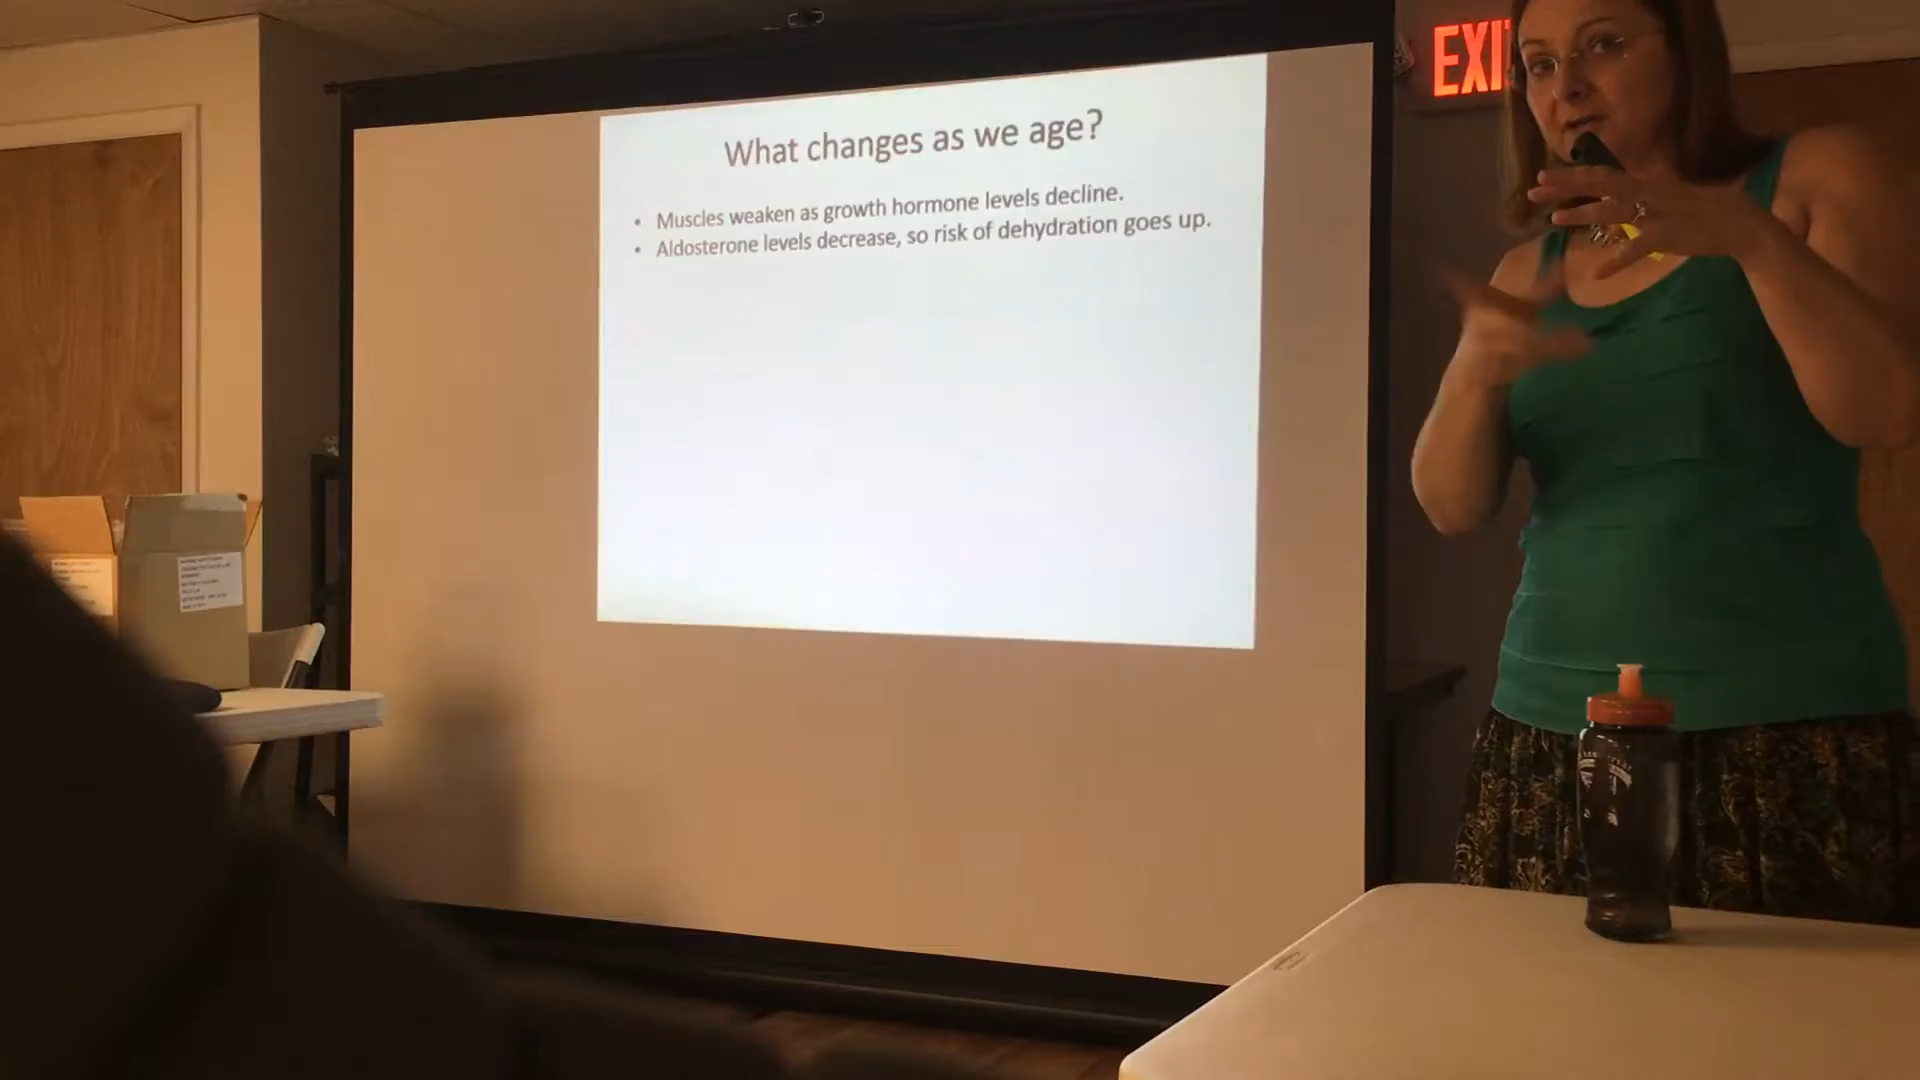 What changes as we age?
• Muscles weaken as growth hormone levels decline.
• Aldosterone levels decrease, so risk of dehydration goes up.
EXI